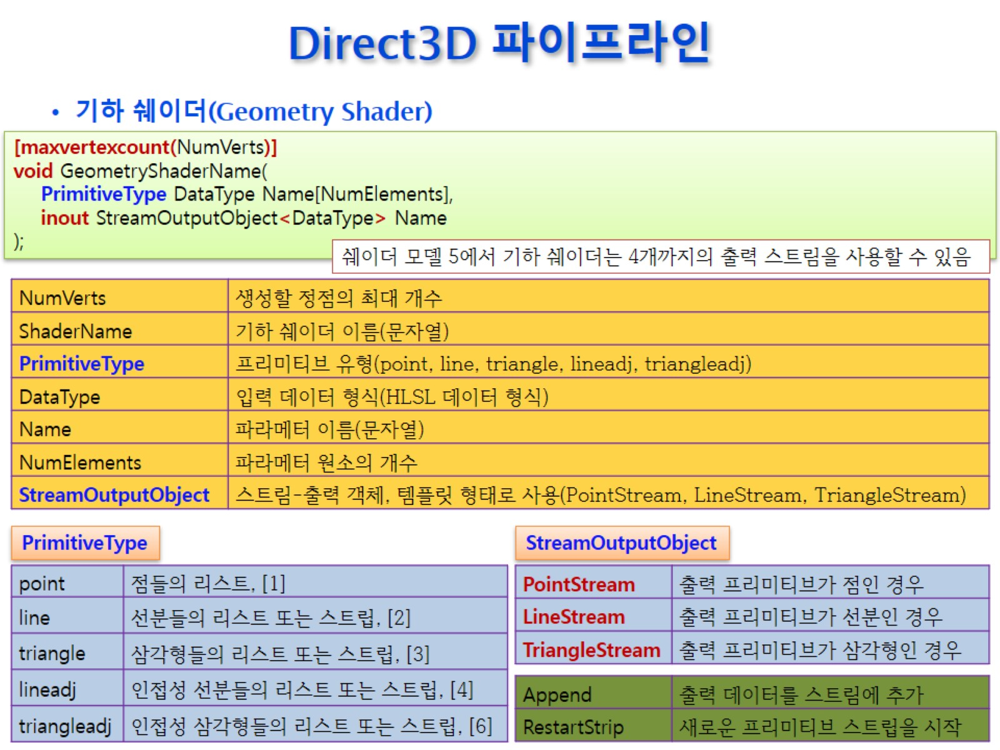 Direct3D 파이프라인
• 기하 쉐이더(Geometry Shader)
[maxvertexcount(NumVerts)]
void GeometryShaderName(
PrimitiveType DataType Name[NumElements],
inout StreamOutputObject<DataType> Name
);
쉐이더 모델 5에서 기하 쉐이더는 4개까지의 출력 스트림을 사용할 수 있음
NumVerts 생성할 정점의 최대 개수
ShaderName 기하 쉐이더 이름(문자열)
PrimitiveType 프리미티브 유형(point, line, triangle, lineadj, triangleadj)
DataType 입력 데이터 형식(HLSL 데이터 형식)
Name 파라메터 이름(문자열)
NumElements 파라메터 원소의 개수
StreamOutputObject 스트림-출력 객체, 템플릿 형태로 사용(PointStream, LineStream, TriangleStream)
PrimitiveType
point 점들의 리스트, [1]
line 선분들의 리스트 또는 스트립, [2]
triangle 삼각형들의 리스트 또는 스트립, [3]
lineadj 인접성 선분들의 리스트 또는 스트립, [4]
triangleadj 인접성 삼각형들의 리스트 또는 스트립, [6]
StreamOutputObject
PointStream 출력 프리미티브가 점인 경우
LineStream 출력 프리미티브가 선분인 경우
TriangleStream 출력 프리미티브가 삼각형인 경우
Append 출력 데이터를 스트림에 추가
RestartStrip 새로운 프리미티브 스트립을 시작